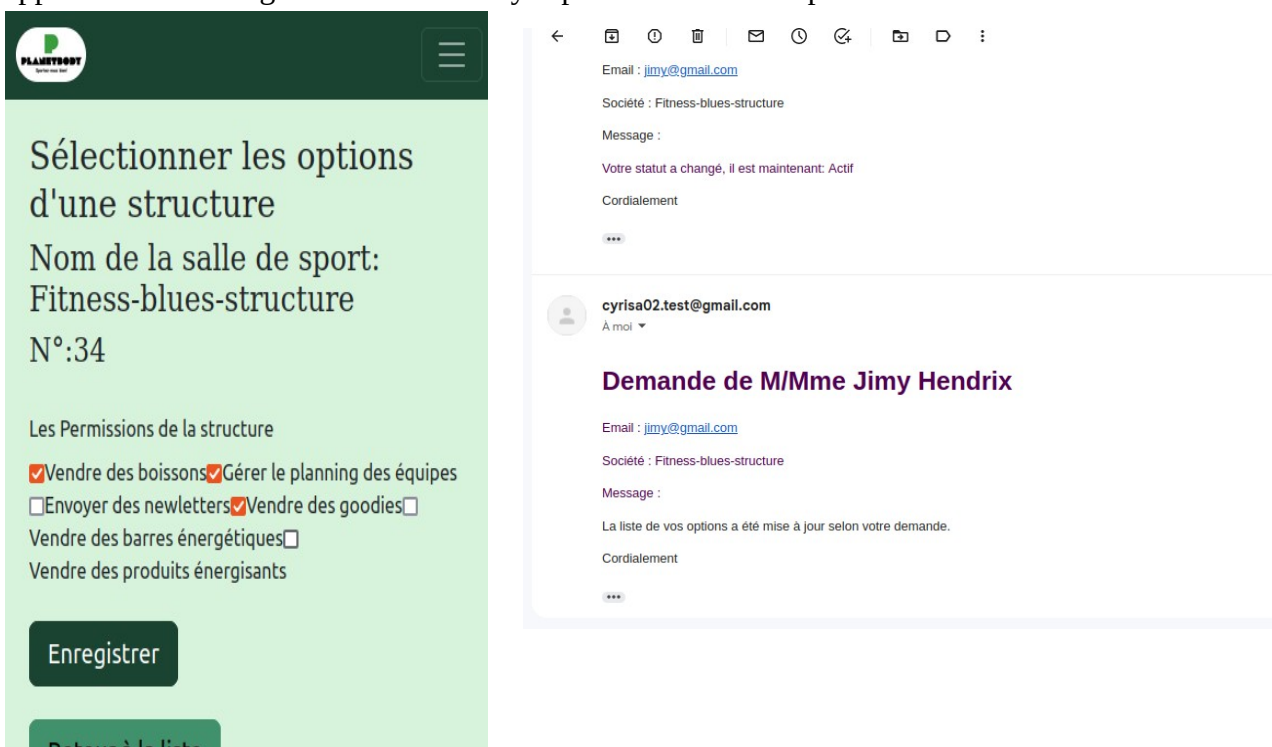 PLANETBODY
Sélectionner les options
d'une structure
Nom de la salle de sport:
Fitness-blues-structure
N°:34
Les Permissions de la structure
Vendre des boissons Gérer le planning des équipes
Envoyer des newletters Vendre des goodies
Vendre des barres énergétiques
Vendre des produits énergisants
Enregistrer
Retour à la liste
Email : jimy@gmail.com
Société : Fitness-blues-structure
Message :
Votre statut a changé, il est maintenant: Actif
Cordialement
cyrisa02.test@gmail.com
À moi
Demande de M/Mme Jimy Hendrix
Email : jimy@gmail.com
Société : Fitness-blues-structure
Message :
La liste de vos options a été mise à jour selon votre demande.
Cordialement